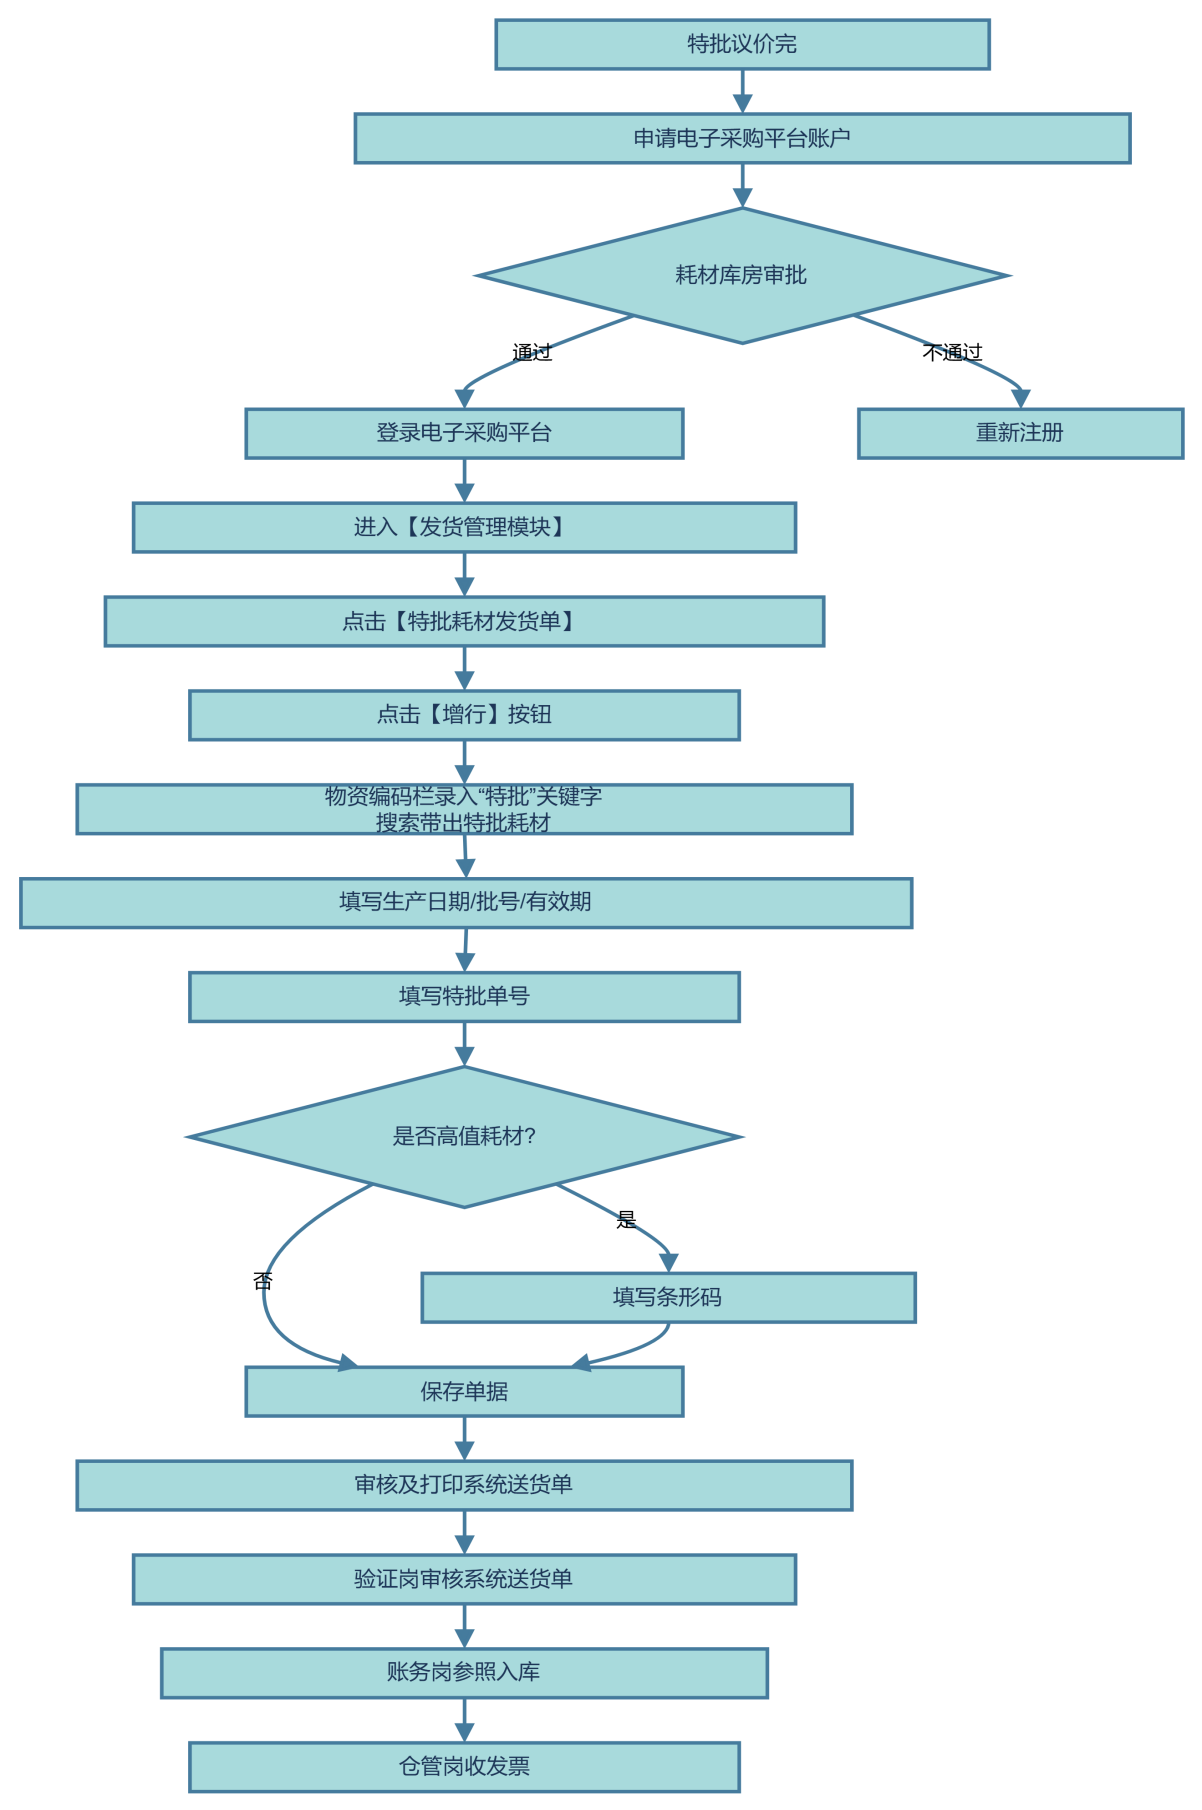 特批议价完
申请电子采购平台账户
耗材库房审批
通过
不通过
登录电子采购平台
重新注册
进入【发货管理模块】
点击【特批耗材发货单】
点击【增行】按钮
物资编码栏录入“特批”关键字
搜索带出特批耗材
填写生产日期/批号/有效期
填写特批单号
是否高值耗材?
是
否
填写条形码
保存单据
审核及打印系统送货单
验证岗审核系统送货单
账务岗参照入库
仓管岗收发票